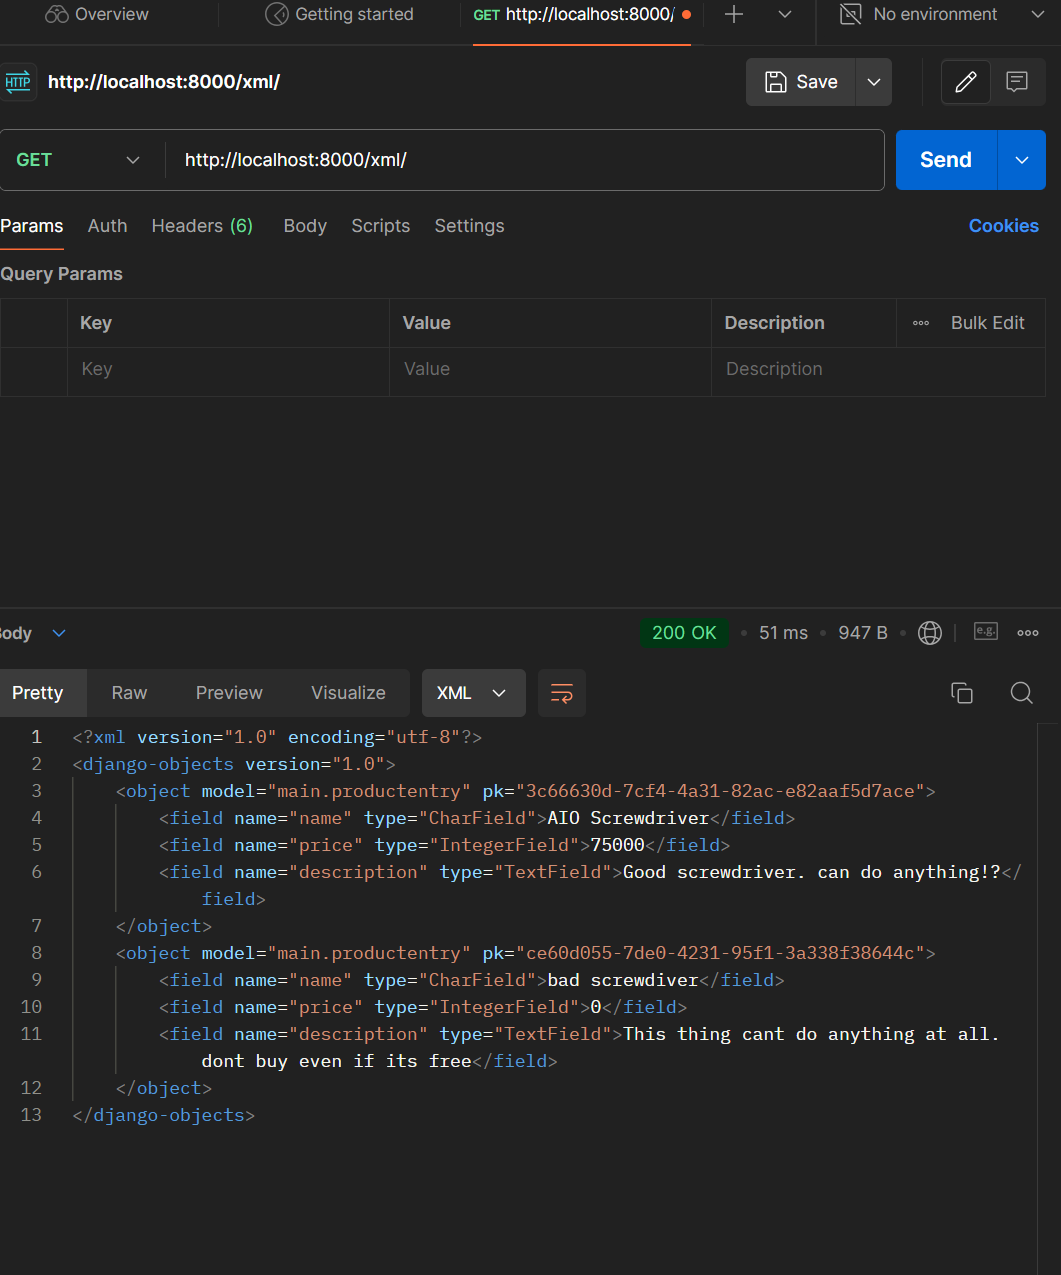 Overview
Getting started
GET http://localhost:8000/
No environment
HTTP http://localhost:8000/xml/
Save
GET
http://localhost:8000/xml/
Send
Params
Auth
Headers (6)
Body
Scripts
Settings
Cookies
Query Params
Key
Value
Description
Bulk Edit
Key
Value
Description
ody
200 OK
51 ms
947 B
e.g.
Pretty
Raw
Preview
Visualize
XML
1 <?xml version="1.0" encoding="utf-8"?>
2 <django-objects version="1.0">
3 <object model="main.productentry" pk="3c66630d-7cf4-4a31-82ac-e82aaf5d7ace">
4 <field name="name" type="CharField">AIO Screwdriver</field>
5 <field name="price" type="IntegerField">75000</field>
6 <field name="description" type="TextField">Good screwdriver. can do anything!?</
field>
7 </object>
8 <object model="main.productentry" pk="ce60d055-7de0-4231-95f1-3a338f38644c">
9 <field name="name" type="CharField">bad screwdiver</field>
10 <field name="price" type="IntegerField">0</field>
11 <field name="description" type="TextField">This thing cant do anything at all.
dont buy even if its free</field>
12 </object>
13 </django-objects>